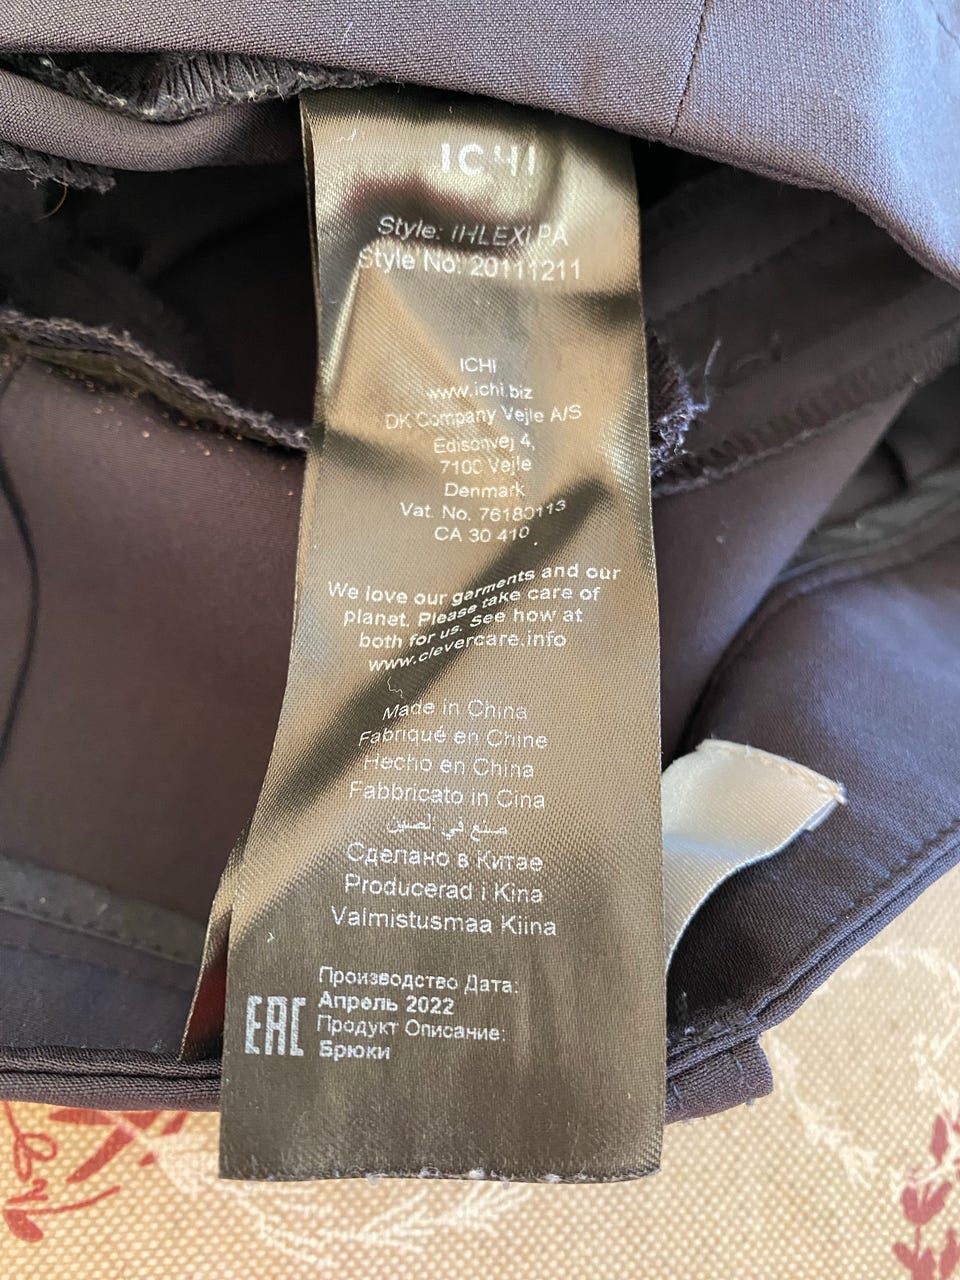 ICHI
Style: IHLEXI PA
Style No: 20111211
ICHI
www.ichi.biz
DK Company Vejle A/S
Edisonvej 4,
7100 Vejle
Denmark
Vat. No. 76180113
CA 30 410
We love our garments and our
planet. Please take care of
both for us. See how at
www.clevercare.info
Made in China
Fabriqué en Chine
Hecho en China
Fabbricato in Cina
صنع في لصين
Сделано в Китае
Producerad i Kina
Valmistusmaa Kiina
Производство Дата:
Апрель 2022
EAC Продукт Описание:
Брюки